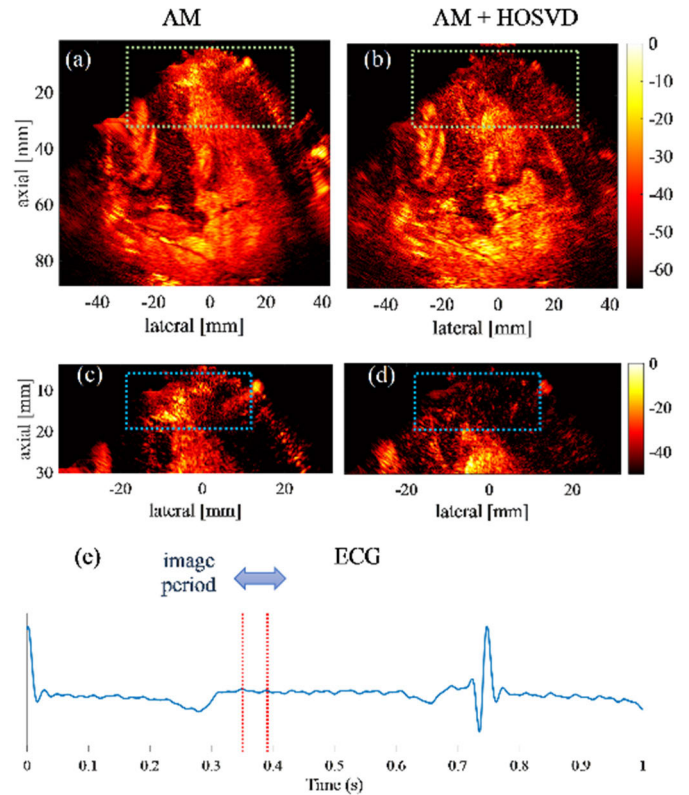 AM AM + HOSVD
(a) (b)
0
-10
20
-20
axial [mm]
40
-30
-40
60
-50
80
-60
-40 -20 0 20 40 -40 -20 0 20 40
lateral [mm] lateral [mm]
(c) (d)
0
10
axial [mm]
-20
20
-40
30
-20 0 20 -20 0 20
lateral [mm] lateral [mm]
(e) image period ECG
0 0.1 0.2 0.3 0.4 0.5 0.6 0.7 0.8 0.9 1
Time (s)